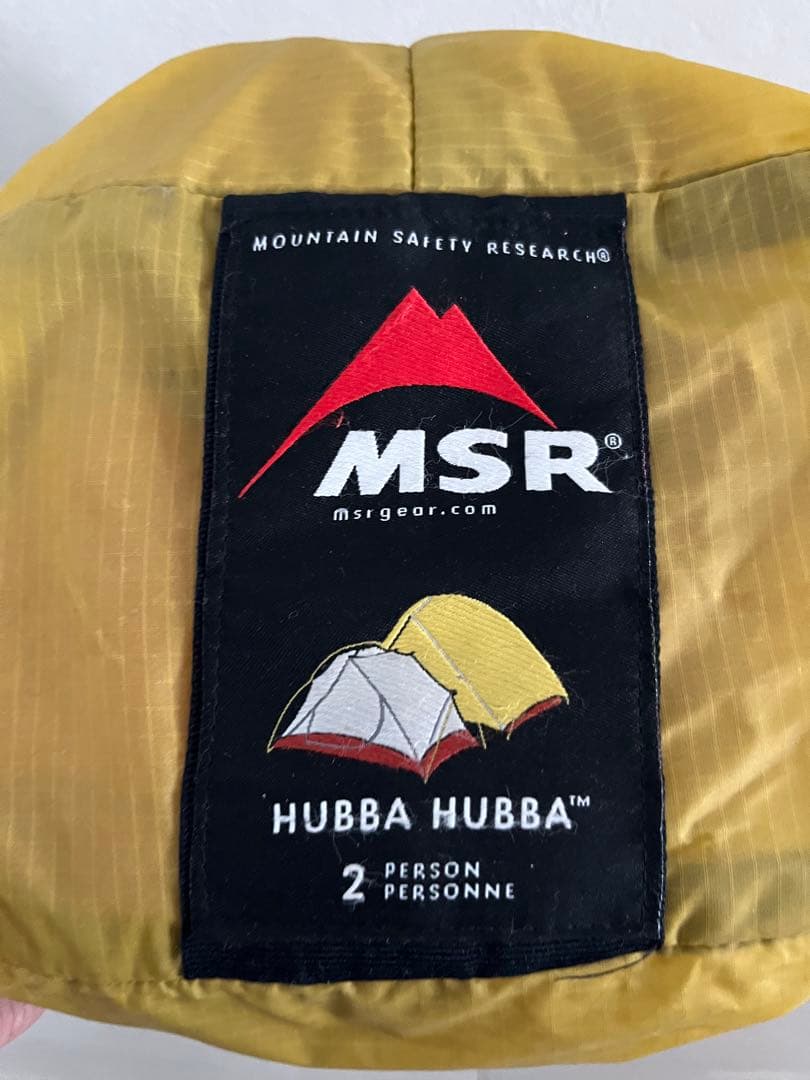 MOUNTAIN SAFETY RESEARCH®
MSR®
msrgear.com
HUBBA HUBBA™
2 PERSON
PERSONNE